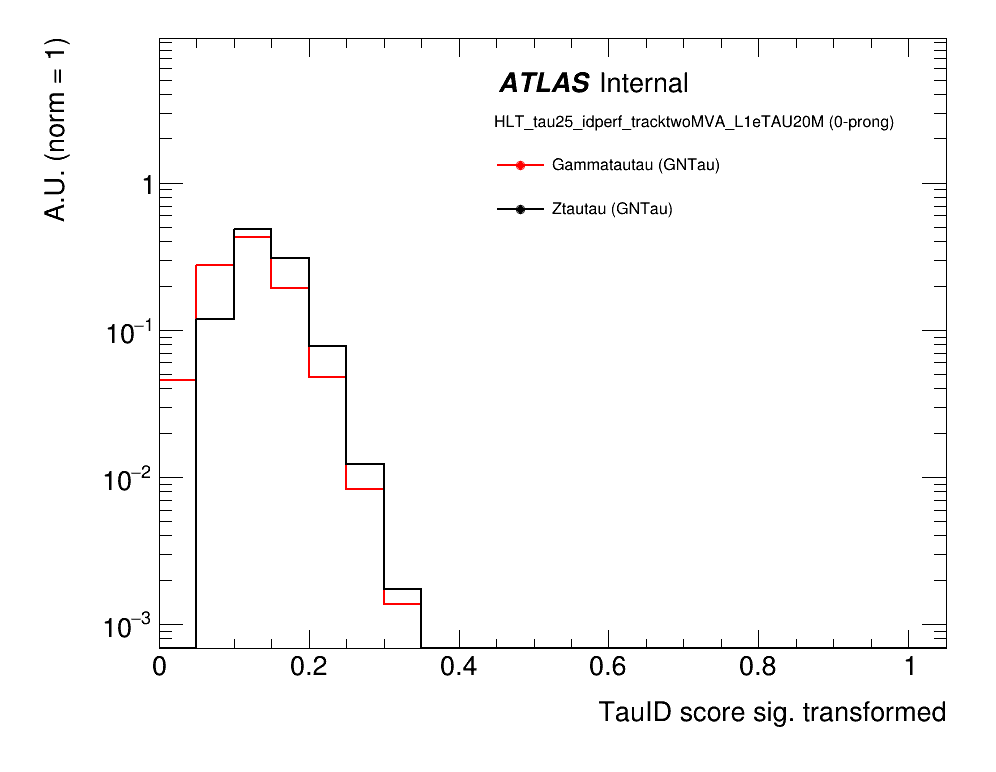 A.U. (norm = 1)
ATLAS Internal
HLT_tau25_idperf_tracktwoMVA_L1eTAU20M (0-prong)
Gammatautau (GNTau)
Ztautau (GNTau)
1
10⁻¹
10⁻²
10⁻³
0 0.2 0.4 0.6 0.8 1
TauID score sig. transformed